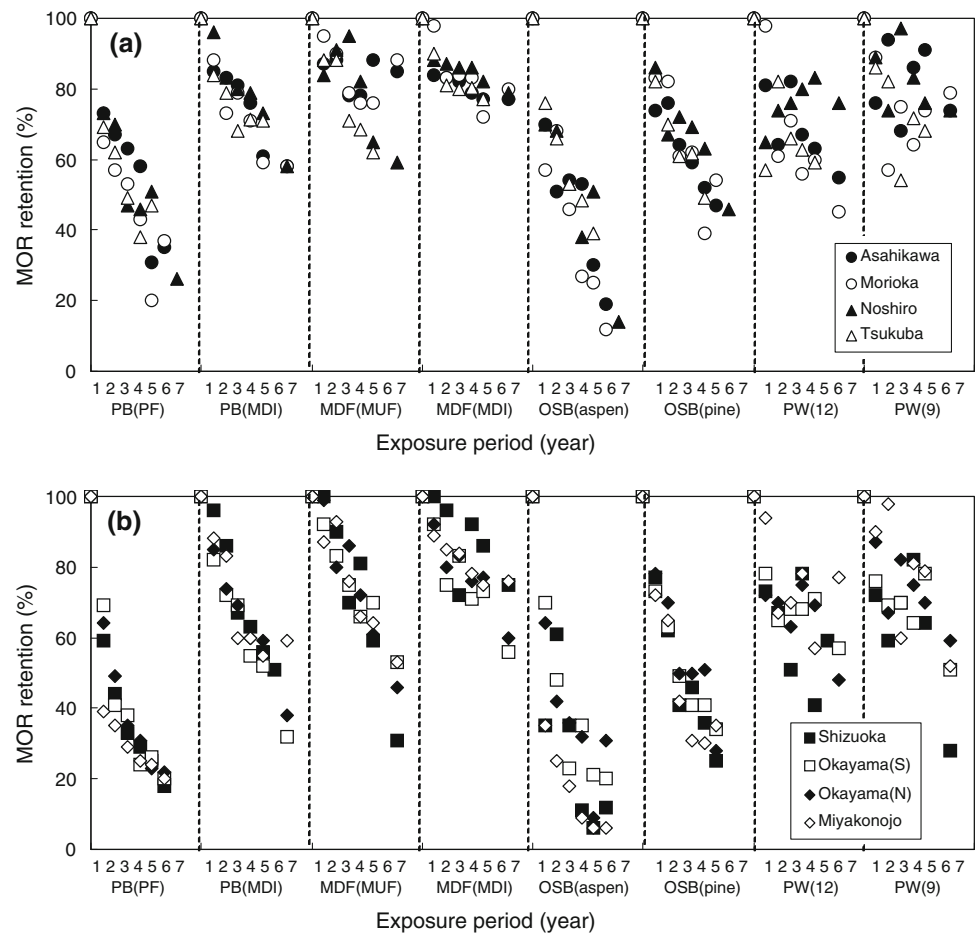 (a)
MOR retention (%)
100
80
60
40
20
0
Asahikawa
Morioka
Noshiro
Tsukuba
1 2 3 4 5 6 7 1 2 3 4 5 6 7 1 2 3 4 5 6 7 1 2 3 4 5 6 7 1 2 3 4 5 6 7 1 2 3 4 5 6 7 1 2 3 4 5 6 7 1 2 3 4 5 6 7
PB(PF) PB(MDI) MDF(MUF) MDF(MDI) OSB(aspen) OSB(pine) PW(12) PW(9)
Exposure period (year)
(b)
MOR retention (%)
100
80
60
40
20
0
Shizuoka
Okayama(S)
Okayama(N)
Miyakonojo
1 2 3 4 5 6 7 1 2 3 4 5 6 7 1 2 3 4 5 6 7 1 2 3 4 5 6 7 1 2 3 4 5 6 7 1 2 3 4 5 6 7 1 2 3 4 5 6 7 1 2 3 4 5 6 7
PB(PF) PB(MDI) MDF(MUF) MDF(MDI) OSB(aspen) OSB(pine) PW(12) PW(9)
Exposure period (year)